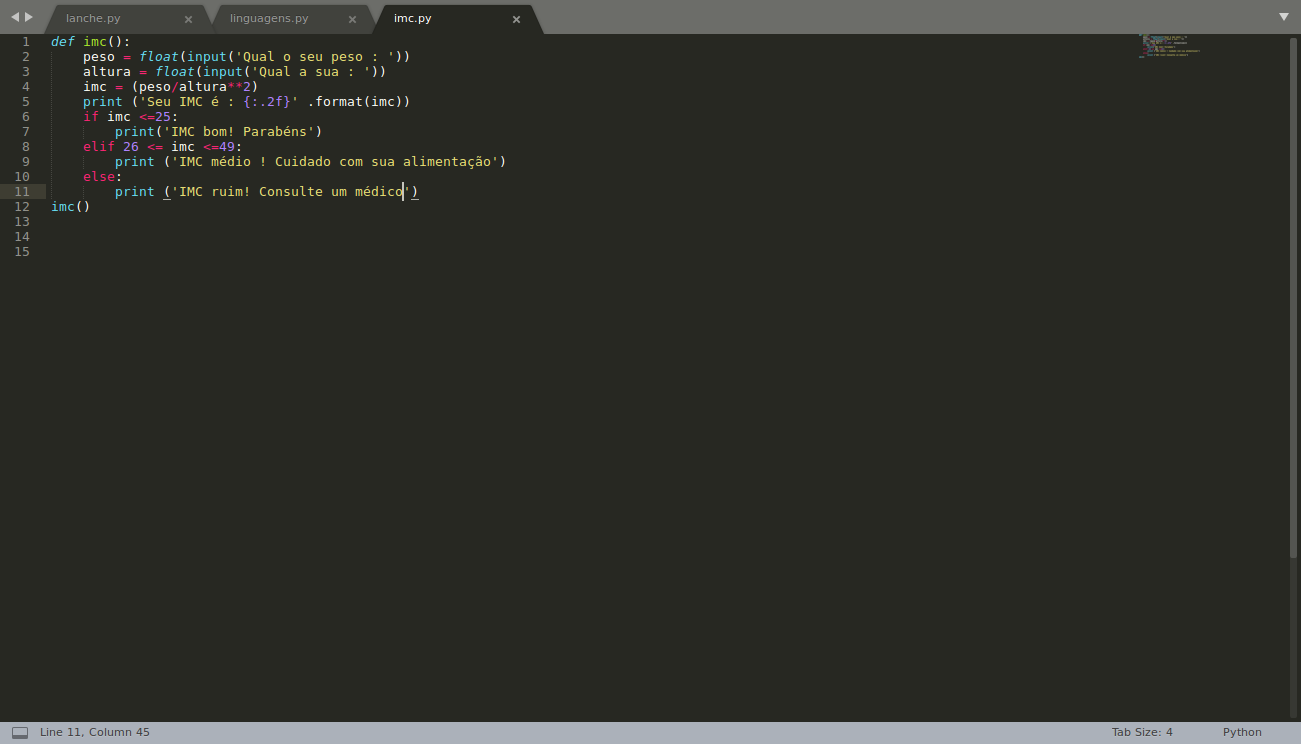 lanche.py × linguagens.py × imc.py ×
1 def imc():
2     peso = float(input('Qual o seu peso : '))
3     altura = float(input('Qual a sua : '))
4     imc = (peso/altura**2)
5     print ('Seu IMC é : {:.2f}' .format(imc))
6     if imc <=25:
7         print('IMC bom! Parabéns')
8     elif 26 <= imc <=49:
9         print ('IMC médio ! Cuidado com sua alimentação')
10     else:
11         print ('IMC ruim! Consulte um médico')
12 imc()
13
14
15
Line 11, Column 45 Tab Size: 4 Python